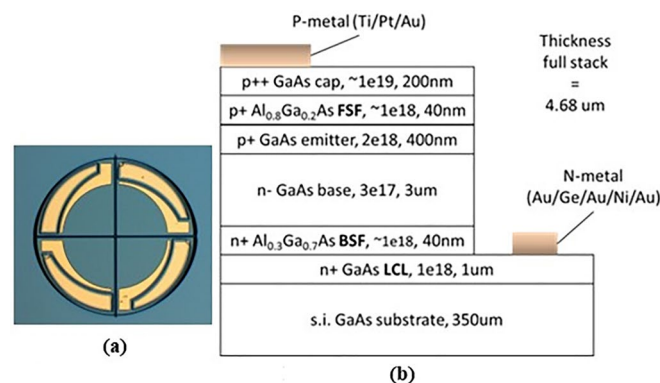 P-metal (Ti/Pt/Au)
Thickness
full stack
=
4.68 um
p++ GaAs cap, ~1e19, 200nm
p+ Al₀.₈Ga₀.₂As FSF, ~1e18, 40nm
p+ GaAs emitter, 2e18, 400nm
n- GaAs base, 3e17, 3um
N-metal
(Au/Ge/Au/Ni/Au)
n+ Al₀.₃Ga₀.₇As BSF, ~1e18, 40nm
n+ GaAs LCL, 1e18, 1um
s.i. GaAs substrate, 350um
(a)
(b)